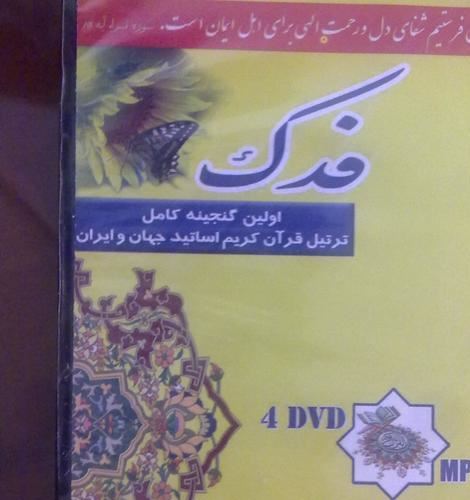 فرستیم شفای دل و رحمت الهی برای اهل ایمان است.
فدک
اولین گنجینه کامل
ترتیل قرآن کریم اساتید جهان و ایران
4 DVD
MP